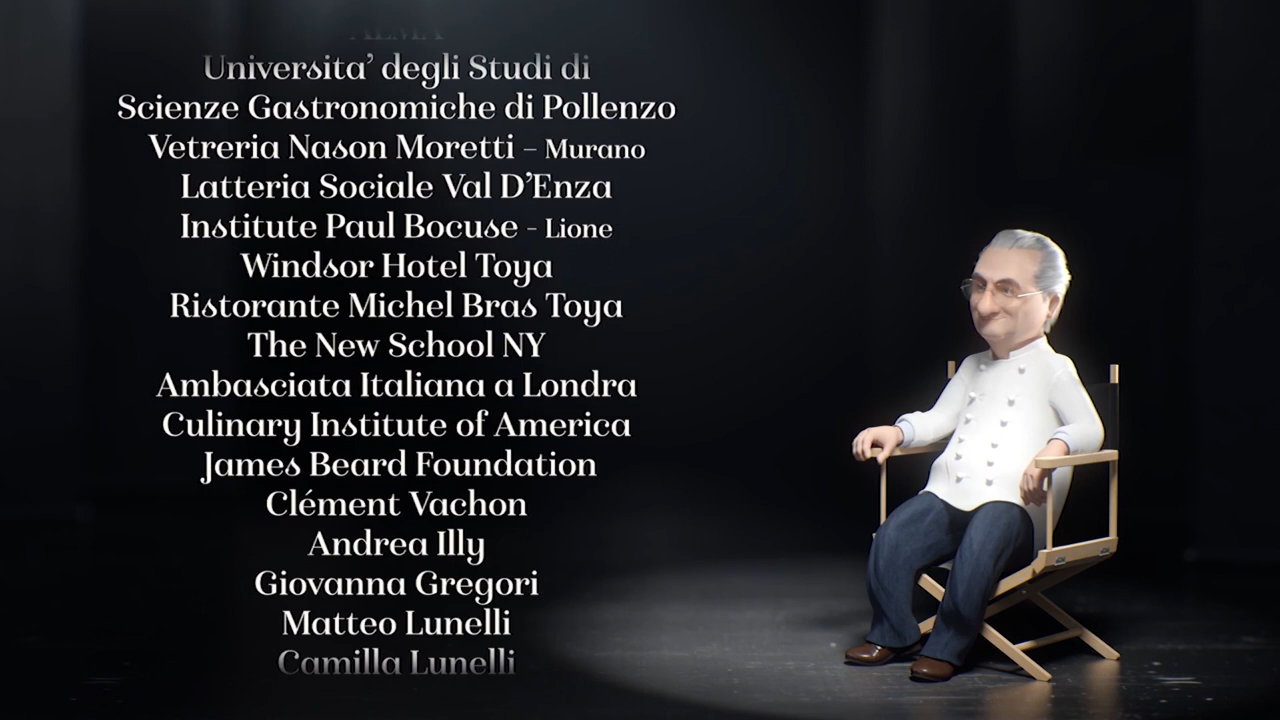 ALMA
Universita’ degli Studi di
Scienze Gastronomiche di Pollenzo
Vetreria Nason Moretti – Murano
Latteria Sociale Val D’Enza
Institute Paul Bocuse - Lione
Windsor Hotel Toya
Ristorante Michel Bras Toya
The New School NY
Ambasciata Italiana a Londra
Culinary Institute of America
James Beard Foundation
Clément Vachon
Andrea Illy
Giovanna Gregori
Matteo Lunelli
Camilla Lunelli